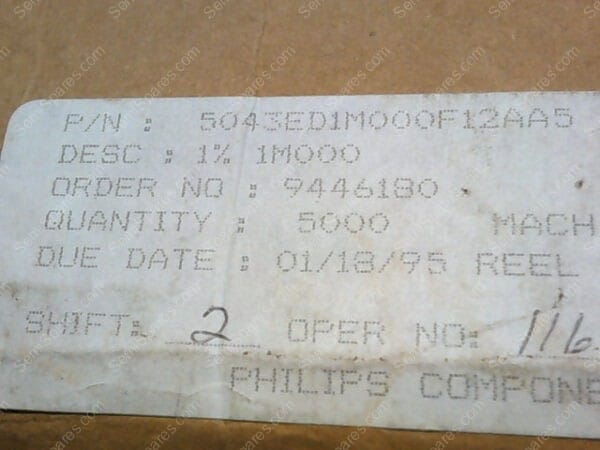 P/N : 5043ED1M000F12AA5
DESC : 1% 1M000
ORDER NO : 9446180
QUANTITY : 5000 MACH
DUE DATE : 01/18/95 REEL
SHIFT: 2 OPER NO: 116
PHILIPS COMPONE